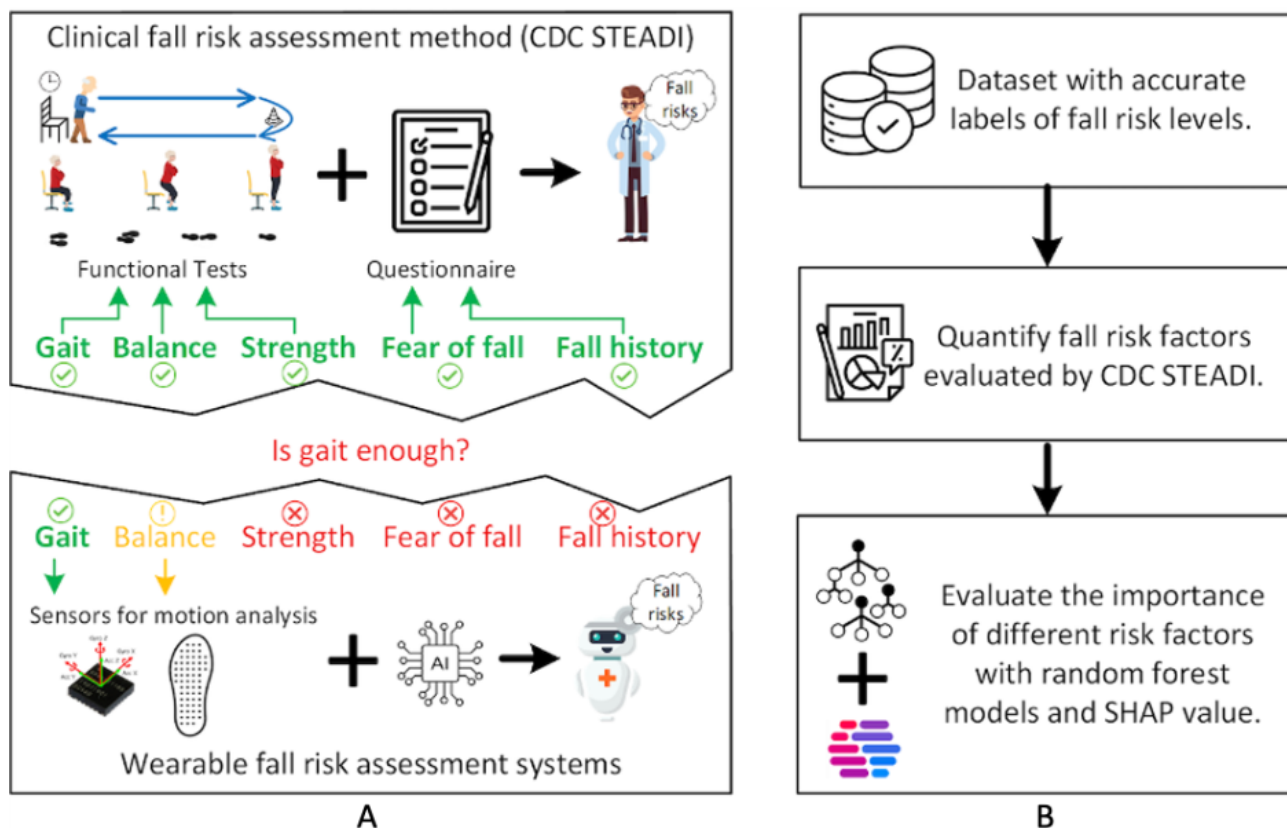 Clinical fall risk assessment method (CDC STEADI)
Fall
risks
Functional Tests
Questionnaire
Gait Balance Strength Fear of fall Fall history
Is gait enough?
Gait Balance Strength Fear of fall Fall history
Sensors for motion analysis
AI
Fall
risks
Wearable fall risk assessment systems
A
Dataset with accurate
labels of fall risk levels.
Quantify fall risk factors
evaluated by CDC STEADI.
Evaluate the importance
of different risk factors
with random forest
models and SHAP value.
B